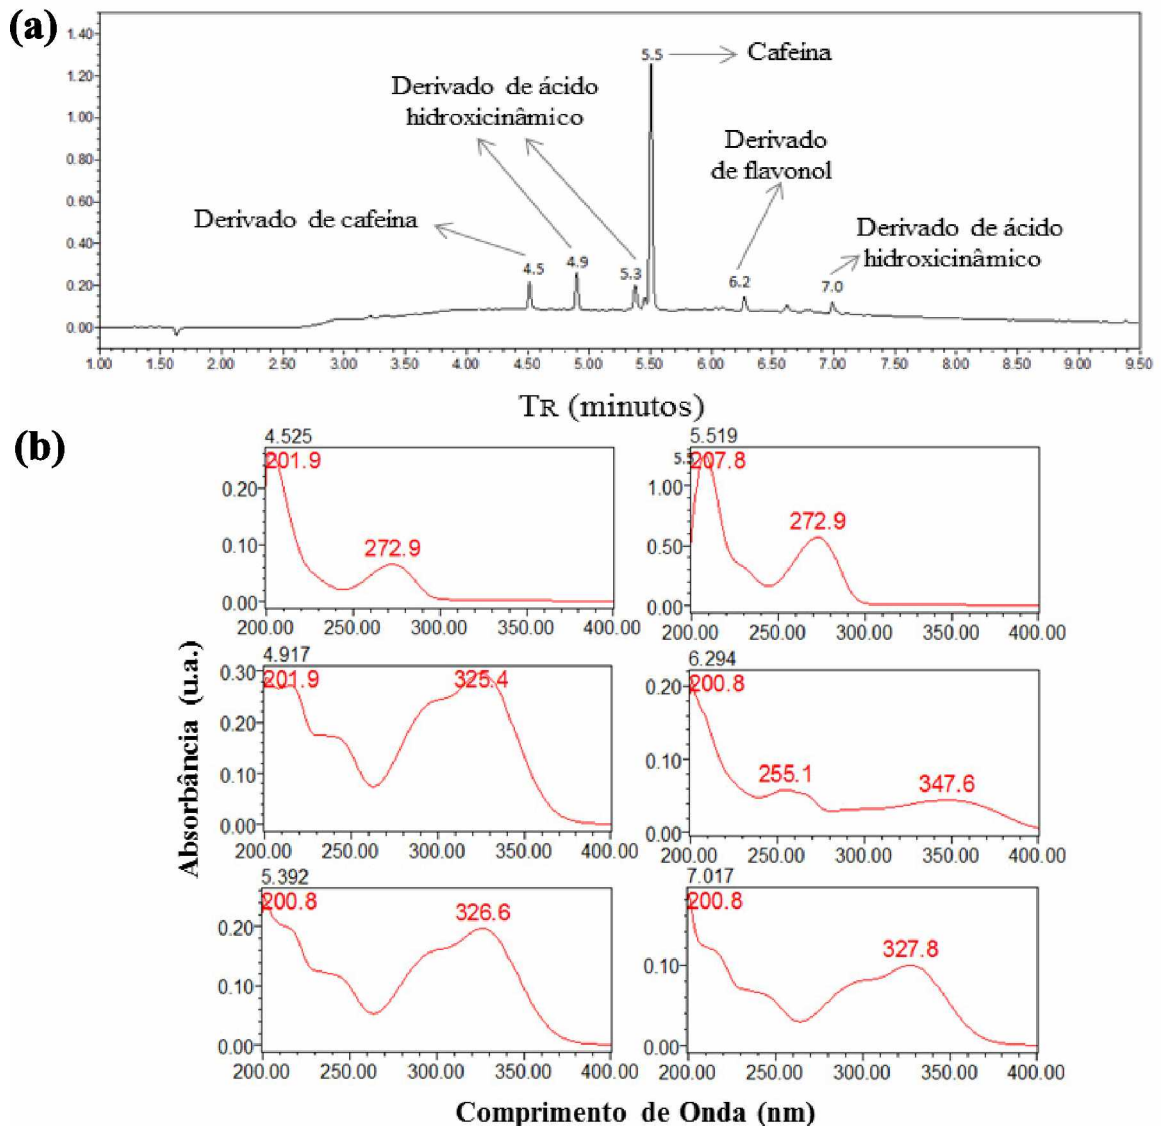 (a)
1.40
1.20
1.00
0.80
0.60
0.40
0.20
0.00
5.5
Cafeína
Derivado de ácido
hidroxicinâmico
Derivado
de flavonol
Derivado de cafeína
Derivado de ácido
hidroxicinâmico
4.5
4.9
5.3
6.2
7.0
1.00 1.50 2.00 2.50 3.00 3.50 4.00 4.50 5.00 5.50 6.00 6.50 7.00 7.50 8.00 8.50 9.00 9.50
TR (minutos)
(b)
4.525
201.9
272.9
0.20
0.10
0.00
200.00 250.00 300.00 350.00 400.00
5.519
207.8
272.9
1.00
0.50
0.00
200.00 250.00 300.00 350.00 400.00
4.917
201.9
325.4
0.30
0.20
0.10
0.00
200.00 250.00 300.00 350.00 400.00
6.294
200.8
255.1
347.6
0.20
0.10
0.00
200.00 250.00 300.00 350.00 400.00
5.392
200.8
326.6
0.20
0.10
0.00
200.00 250.00 300.00 350.00 400.00
7.017
200.8
327.8
0.10
0.00
200.00 250.00 300.00 350.00 400.00
Absorbância (u.a.)
Comprimento de Onda (nm)